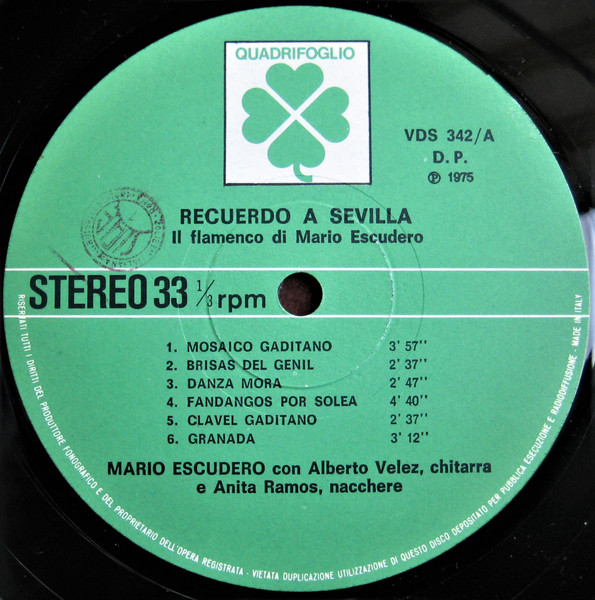 QUADRIFOGLIO
VDS 342/A
D. P.
Ⓟ 1975
RECUERDO A SEVILLA
Il flamenco di Mario Escudero
STEREO 33 1/3 rpm
1. MOSAICO GADITANO 3' 57''
2. BRISAS DEL GENIL 2' 37''
3. DANZA MORA 2' 47''
4. FANDANGOS POR SOLEA 4' 40''
5. CLAVEL GADITANO 2' 37''
6. GRANADA 3' 12''
MARIO ESCUDERO con Alberto Velez, chitarra
e Anita Ramos, nacchere
RISERVATI TUTTI I DIRITTI DEL PRODUTTORE FONOGRAFICO E DEL PROPRIETARIO DELL'OPERA REGISTRATA - VIETATA DUPLICAZIONE UTILIZZAZIONE DI QUESTO DISCO DEPOSITATO PER PUBBLICA ESECUZIONE E RADIODIFFUSIONE - MADE IN ITALY